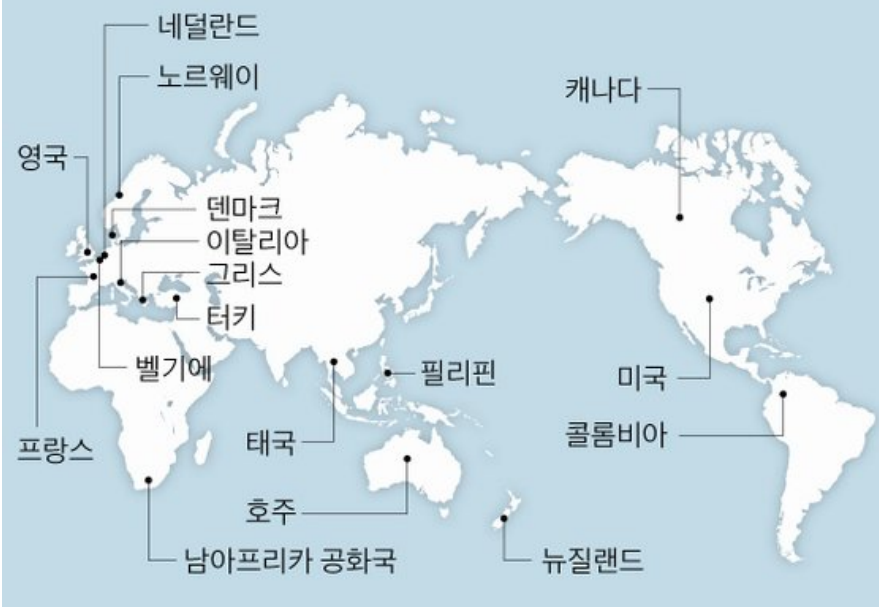 네덜란드
노르웨이
캐나다
영국
덴마크
이탈리아
그리스
터키
벨기에
필리핀
미국
프랑스
태국
콜롬비아
호주
남아프리카 공화국
뉴질랜드